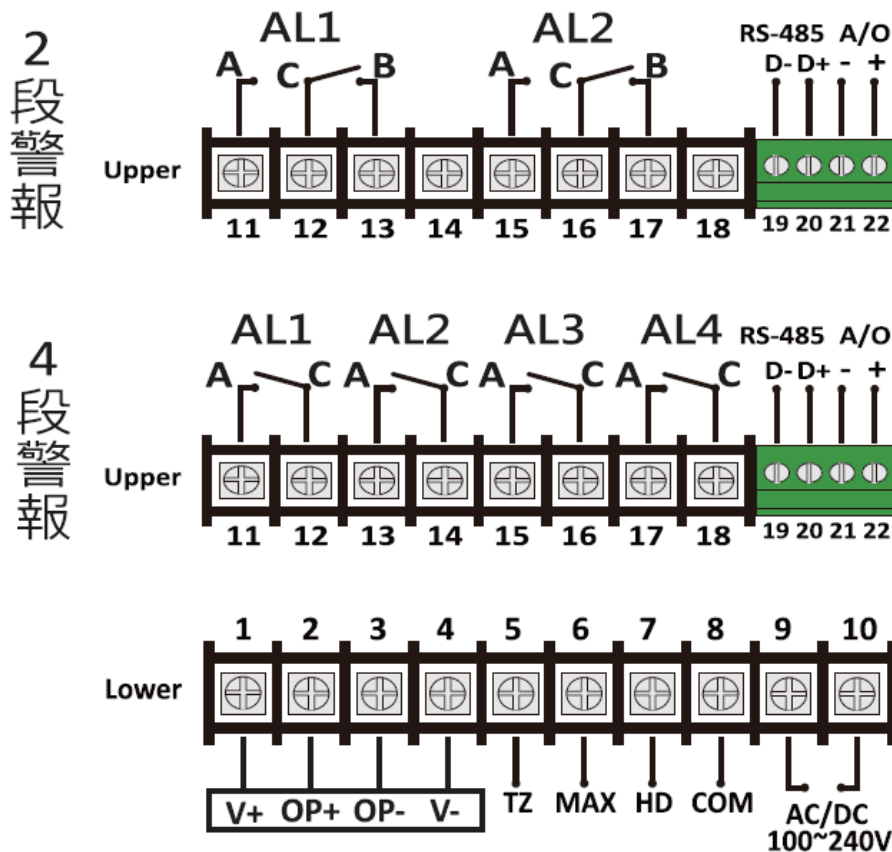 2段警報
AL1 AL2
A C B A C B
RS-485 A/O
D- D+ - +
Upper
11 12 13 14 15 16 17 18 19 20 21 22
4段警報
AL1 AL2 AL3 AL4
A C A C A C A C
RS-485 A/O
D- D+ - +
Upper
11 12 13 14 15 16 17 18 19 20 21 22
1 2 3 4 5 6 7 8 9 10
Lower
V+ OP+ OP- V- TZ MAX HD COM AC/DC
100~240V